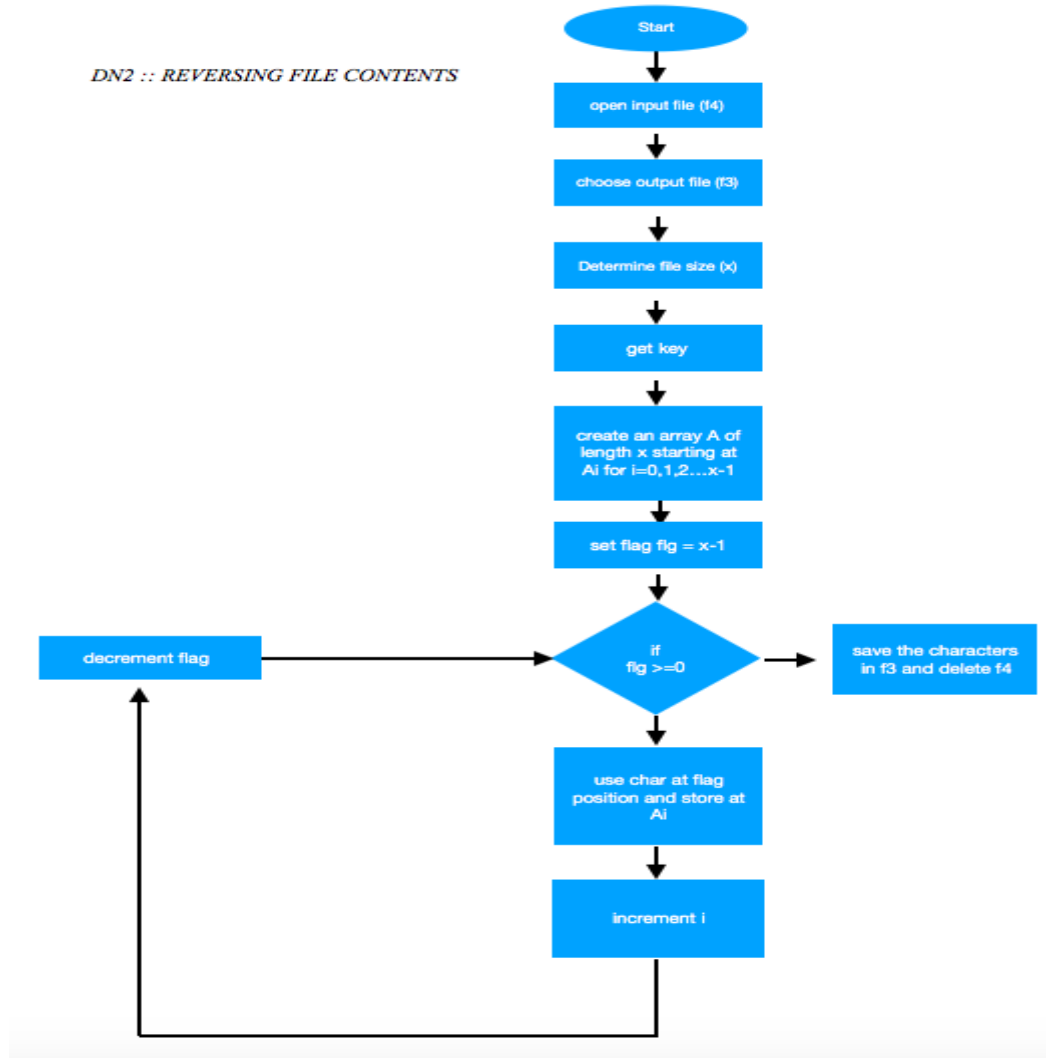 Start
DN2 :: REVERSING FILE CONTENTS
open input file (f4)
choose output file (f3)
Determine file size (x)
get key
create an array A of
length x starting at
Ai for i=0,1,2...x-1
set flag flg = x-1
decrement flag
if
flg >=0
save the characters
in f3 and delete f4
use char at flag
position and store at
Ai
increment i